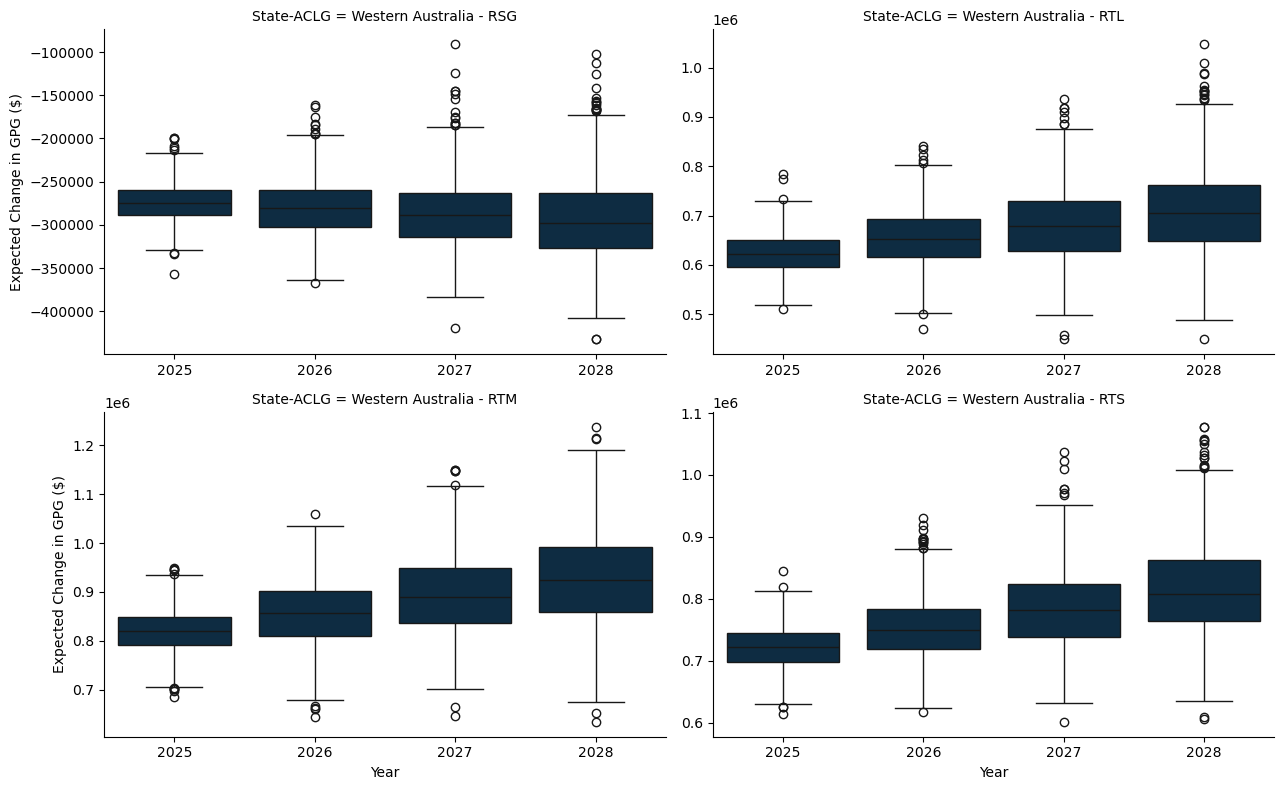 State-ACLG = Western Australia - RSG
Expected Change in GPG ($)
−100000
−150000
−200000
−250000
−300000
−350000
−400000
2025 2026 2027 2028
State-ACLG = Western Australia - RTL
1e6
1.0
0.9
0.8
0.7
0.6
0.5
2025 2026 2027 2028
State-ACLG = Western Australia - RTM
1e6
Expected Change in GPG ($)
1.2
1.1
1.0
0.9
0.8
0.7
2025 2026 2027 2028
Year
State-ACLG = Western Australia - RTS
1e6
1.1
1.0
0.9
0.8
0.7
0.6
2025 2026 2027 2028
Year